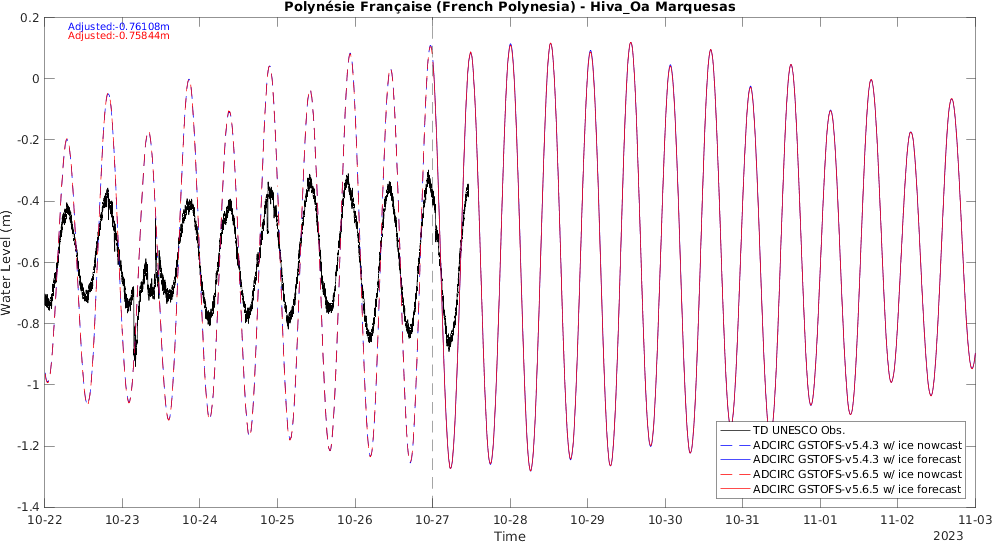 Polynésie Française (French Polynesia) - Hiva_Oa Marquesas
Adjusted:-0.76108m
Adjusted:-0.75844m
Water Level (m)
0.2
0
-0.2
-0.4
-0.6
-0.8
-1
-1.2
-1.4
TD UNESCO Obs.
ADCIRC GSTOFS-v5.4.3 w/ ice nowcast
ADCIRC GSTOFS-v5.4.3 w/ ice forecast
ADCIRC GSTOFS-v5.6.5 w/ ice nowcast
ADCIRC GSTOFS-v5.6.5 w/ ice forecast
10-22 10-23 10-24 10-25 10-26 10-27 10-28 10-29 10-30 10-31 11-01 11-02 11-03
Time
2023